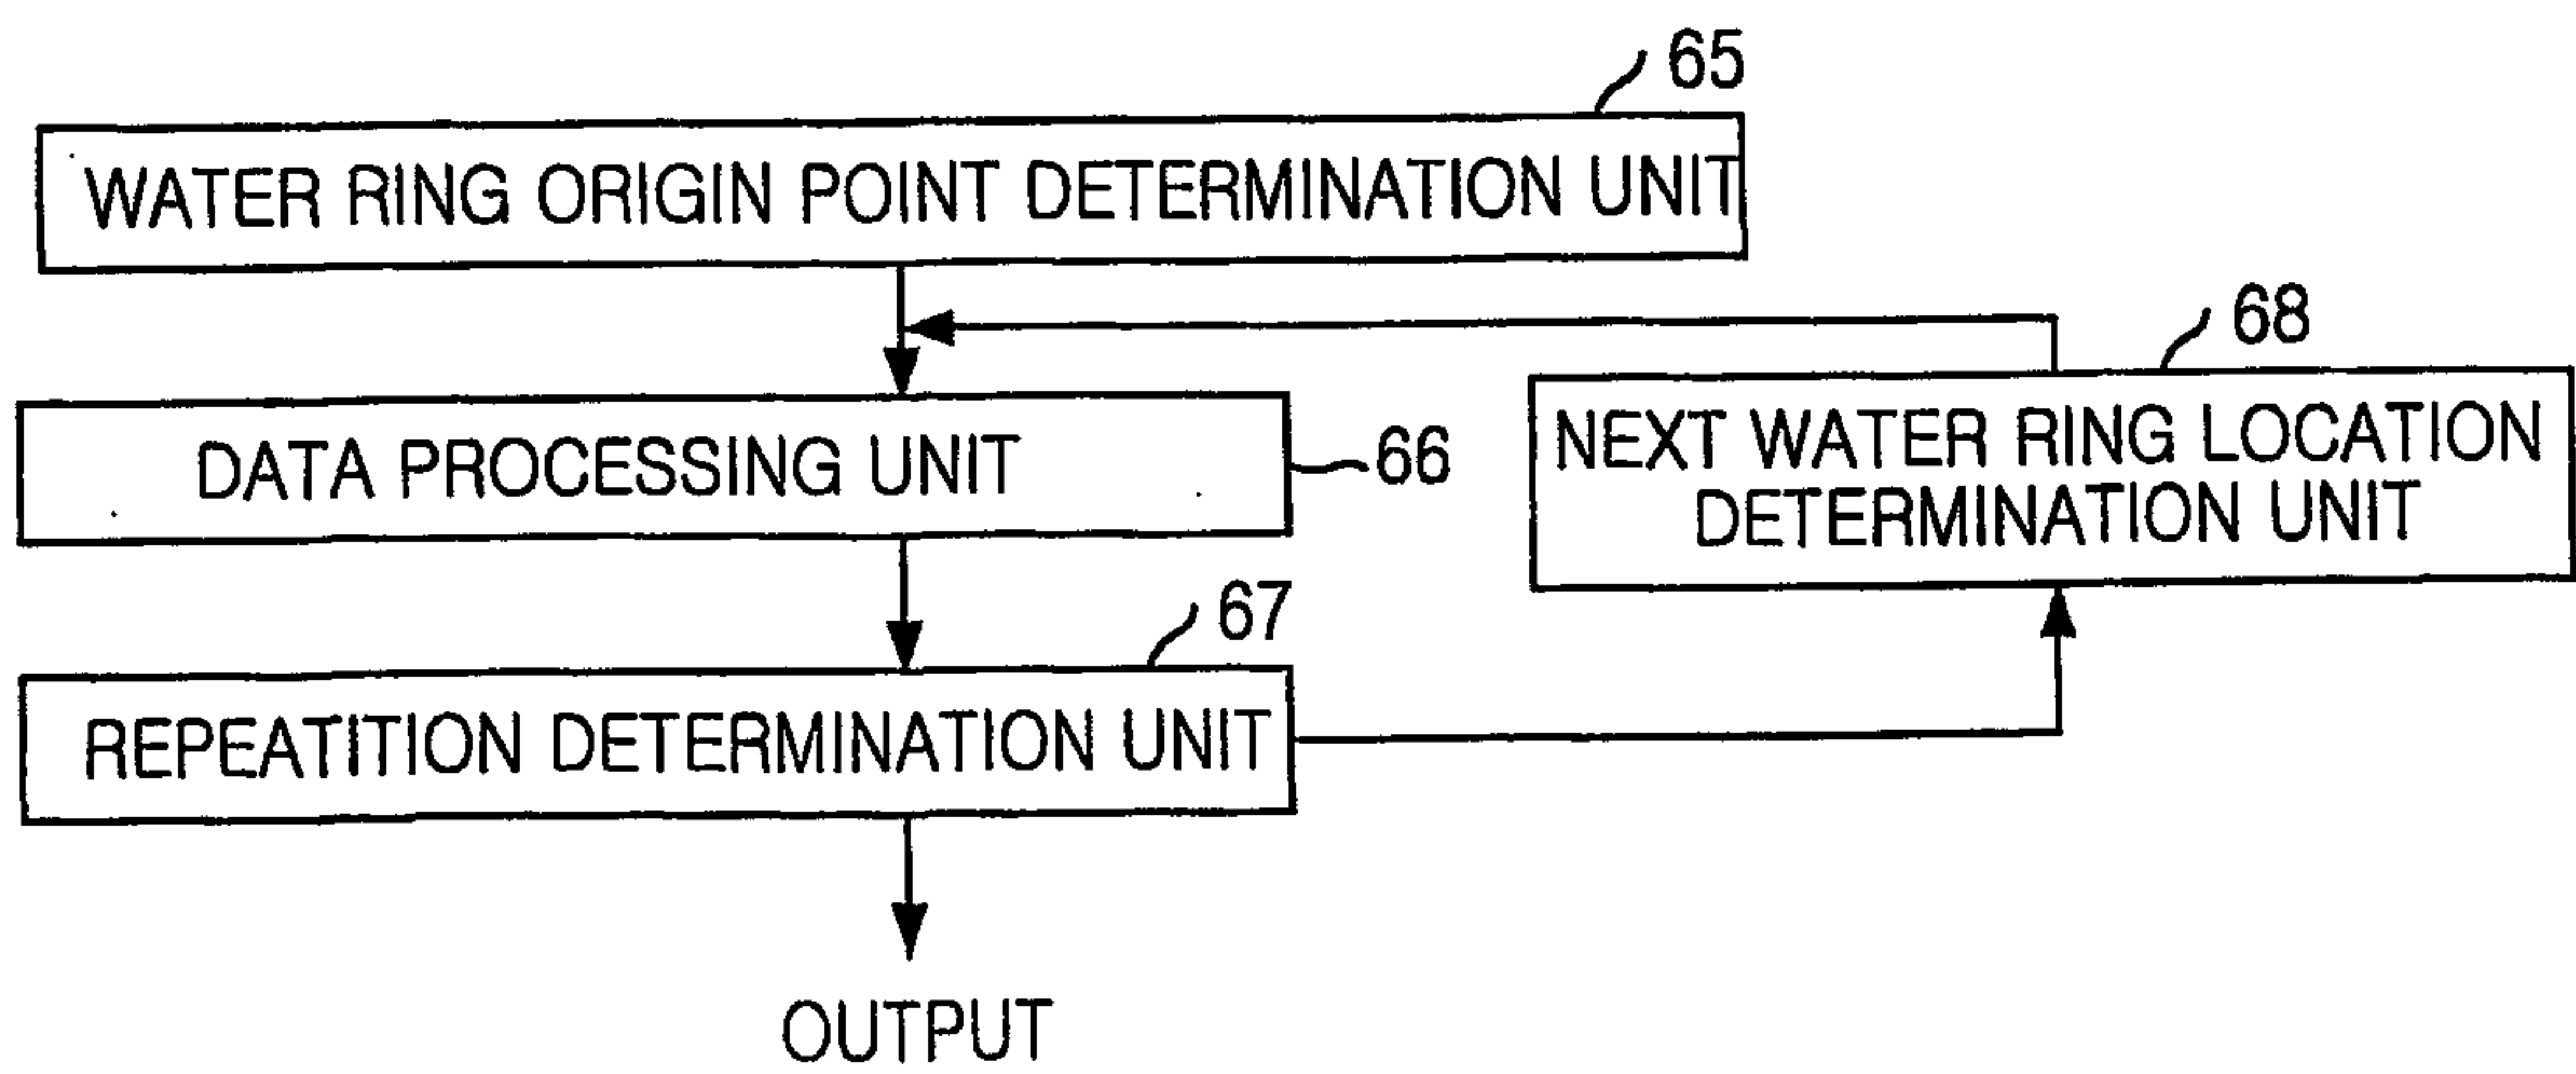 65
WATER RING ORIGIN POINT DETERMINATION UNIT
68
NEXT WATER RING LOCATION
DETERMINATION UNIT
DATA PROCESSING UNIT
66
67
REPEATITION DETERMINATION UNIT
OUTPUT